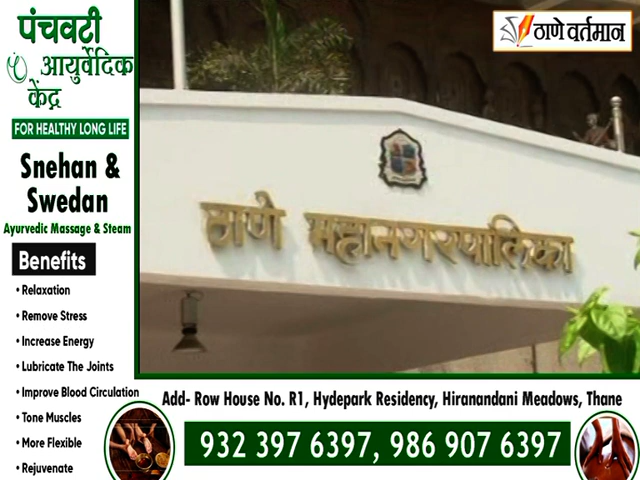 पंचवटी
आयुर्वेदिक
केंद्र
FOR HEALTHY LONG LIFE
Snehan &
Swedan
Ayurvedic Massage & Steam
Benefits
• Relaxation
• Remove Stress
• Increase Energy
• Lubricate The Joints
• Improve Blood Circulation
• Tone Muscles
• More Flexible
• Rejuvenate
ठाणे वर्तमान
ठाणे महानगरपालिका
Add- Row House No. R1, Hydepark Residency, Hiranandani Meadows, Thane
932 397 6397, 986 907 6397